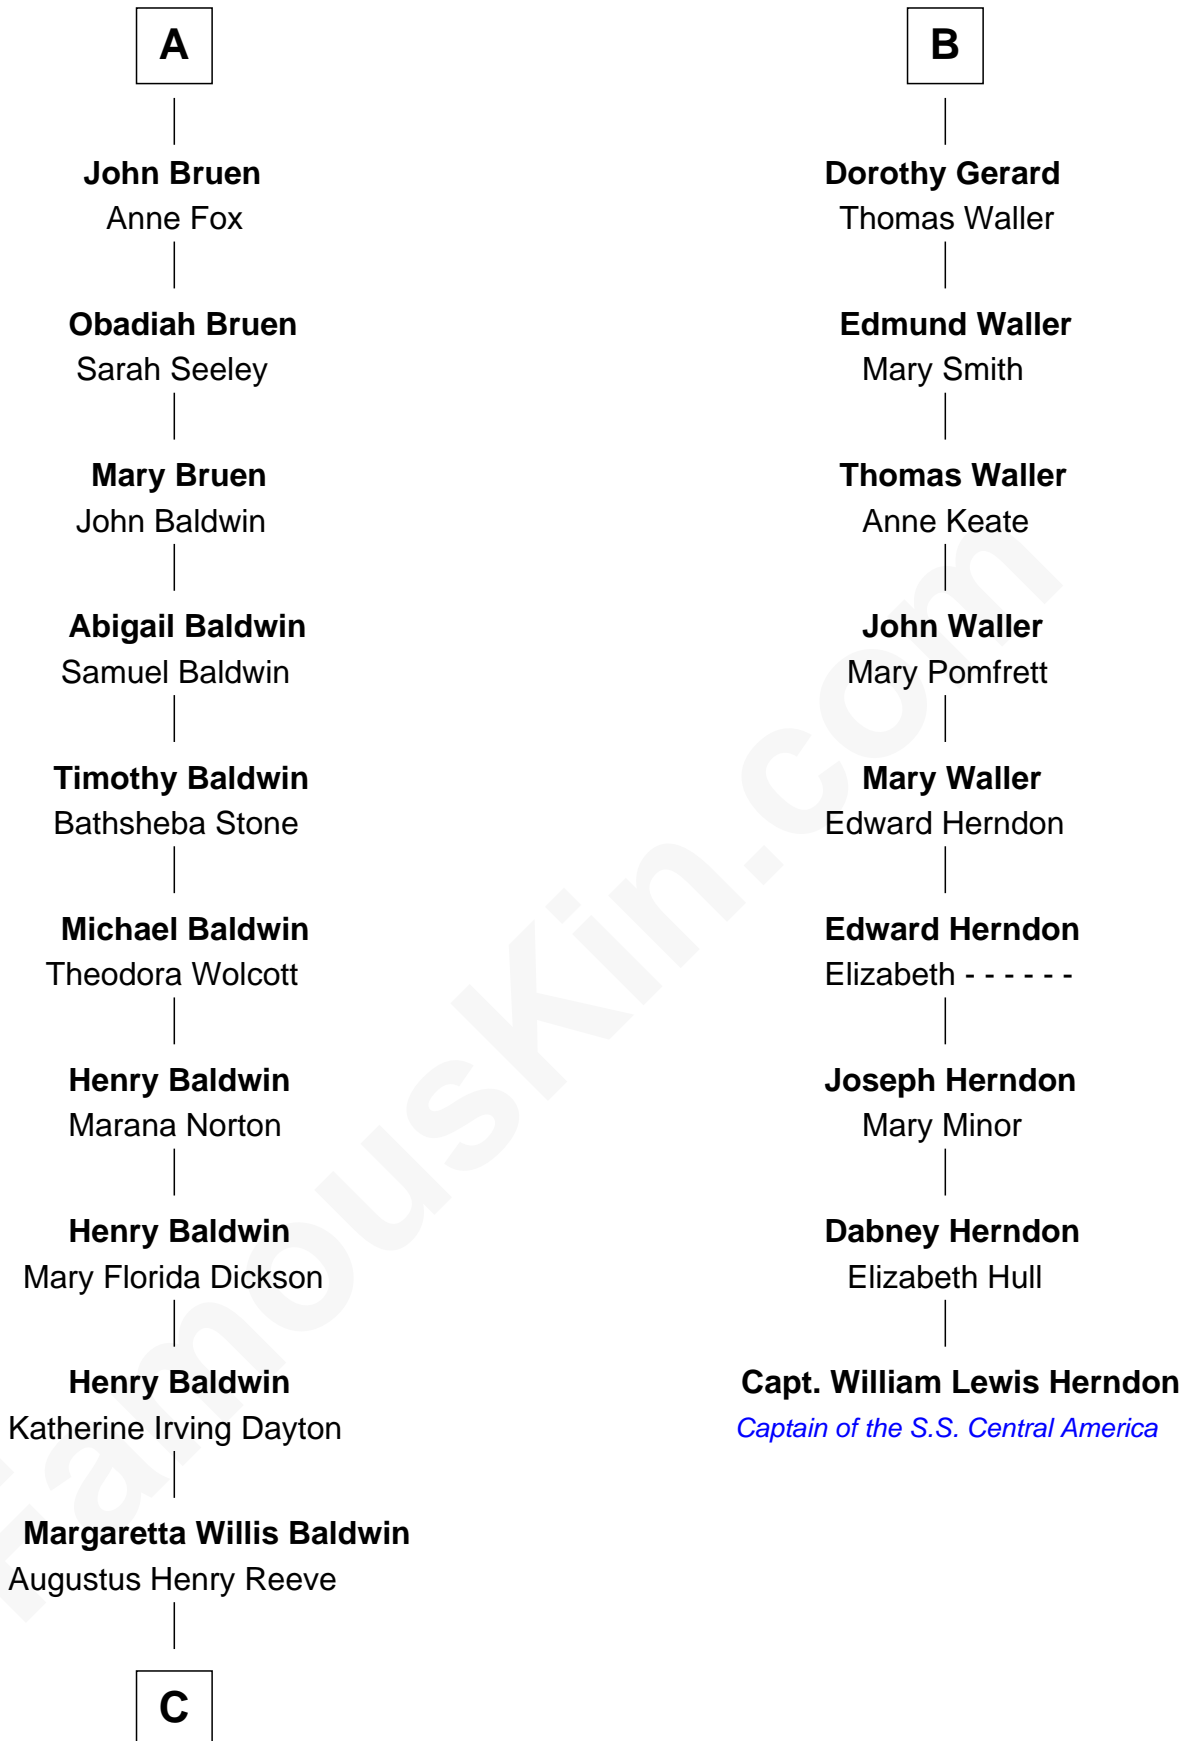 A
John Bruen
Anne Fox
Obadiah Bruen
Sarah Seeley
Mary Bruen
John Baldwin
Abigail Baldwin
Samuel Baldwin
Timothy Baldwin
Bathsheba Stone
Michael Baldwin
Theodora Wolcott
Henry Baldwin
Marana Norton
Henry Baldwin
Mary Florida Dickson
Henry Baldwin
Katherine Irving Dayton
Margaretta Willis Baldwin
Augustus Henry Reeve
C
B
Dorothy Gerard
Thomas Waller
Edmund Waller
Mary Smith
Thomas Waller
Anne Keate
John Waller
Mary Pomfrett
Mary Waller
Edward Herndon
Edward Herndon
Elizabeth - - - - - -
Joseph Herndon
Mary Minor
Dabney Herndon
Elizabeth Hull
Capt. William Lewis Herndon
Captain of the S.S. Central America
FamousKin.com